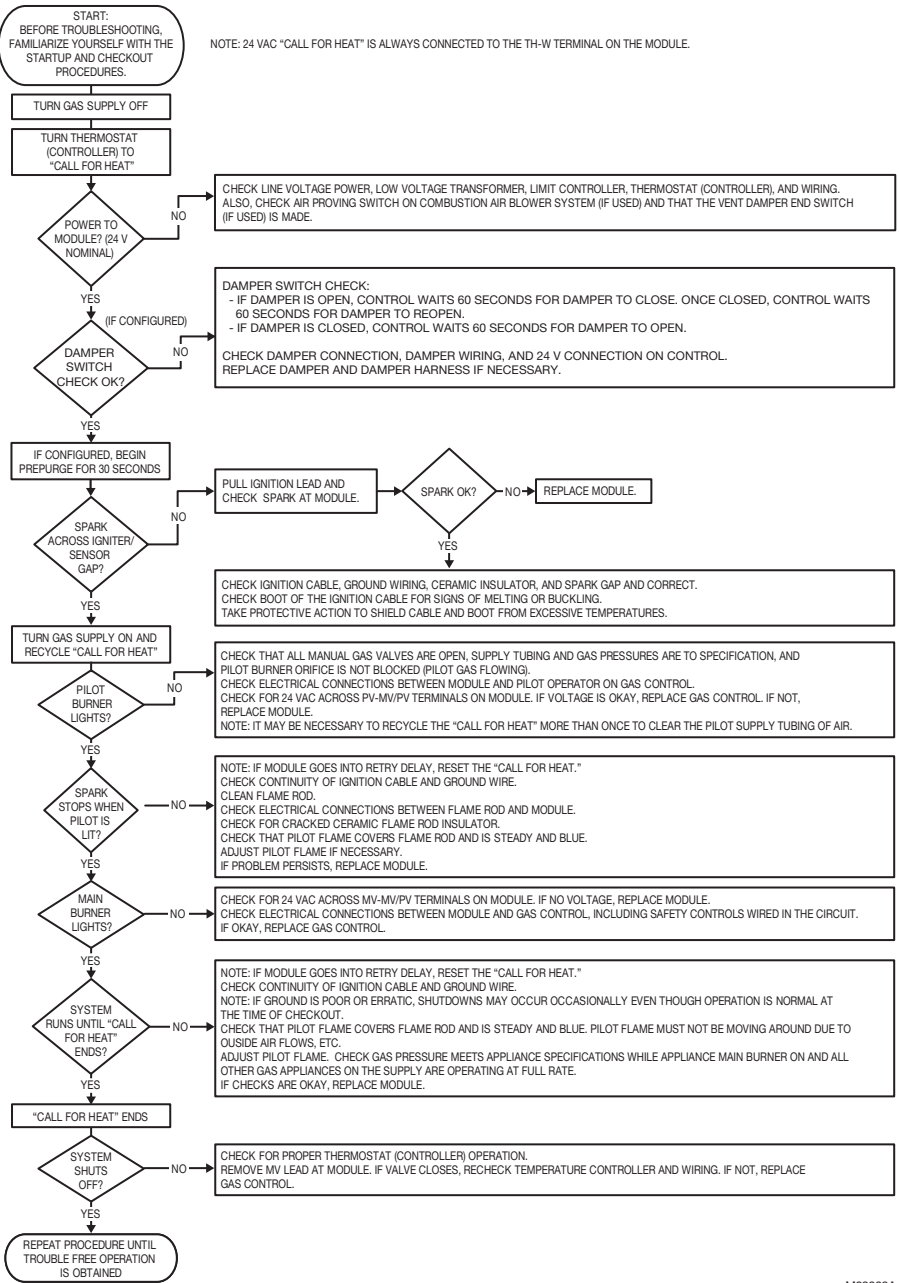 START:
BEFORE TROUBLESHOOTING,
FAMILIARIZE YOURSELF WITH THE
STARTUP AND CHECKOUT
PROCEDURES.
NOTE: 24 VAC “CALL FOR HEAT” IS ALWAYS CONNECTED TO THE TH-W TERMINAL ON THE MODULE.
TURN GAS SUPPLY OFF
TURN THERMOSTAT
(CONTROLLER) TO
“CALL FOR HEAT”
POWER TO
MODULE? (24 V
NOMINAL)
NO
CHECK LINE VOLTAGE POWER, LOW VOLTAGE TRANSFORMER, LIMIT CONTROLLER, THERMOSTAT (CONTROLLER), AND WIRING.
ALSO, CHECK AIR PROVING SWITCH ON COMBUSTION AIR BLOWER SYSTEM (IF USED) AND THAT THE VENT DAMPER END SWITCH
(IF USED) IS MADE.
YES
(IF CONFIGURED)
DAMPER
SWITCH
CHECK OK?
NO
DAMPER SWITCH CHECK:
- IF DAMPER IS OPEN, CONTROL WAITS 60 SECONDS FOR DAMPER TO CLOSE. ONCE CLOSED, CONTROL WAITS
60 SECONDS FOR DAMPER TO REOPEN.
- IF DAMPER IS CLOSED, CONTROL WAITS 60 SECONDS FOR DAMPER TO OPEN.
CHECK DAMPER CONNECTION, DAMPER WIRING, AND 24 V CONNECTION ON CONTROL.
REPLACE DAMPER AND DAMPER HARNESS IF NECESSARY.
YES
IF CONFIGURED, BEGIN
PREPURGE FOR 30 SECONDS
SPARK
ACROSS IGNITER/
SENSOR
GAP?
NO
PULL IGNITION LEAD AND
CHECK SPARK AT MODULE.
SPARK OK?
NO
REPLACE MODULE.
YES
CHECK IGNITION CABLE, GROUND WIRING, CERAMIC INSULATOR, AND SPARK GAP AND CORRECT.
CHECK BOOT OF THE IGNITION CABLE FOR SIGNS OF MELTING OR BUCKLING.
TAKE PROTECTIVE ACTION TO SHIELD CABLE AND BOOT FROM EXCESSIVE TEMPERATURES.
YES
TURN GAS SUPPLY ON AND
RECYCLE “CALL FOR HEAT”
PILOT
BURNER
LIGHTS?
NO
CHECK THAT ALL MANUAL GAS VALVES ARE OPEN, SUPPLY TUBING AND GAS PRESSURES ARE TO SPECIFICATION, AND
PILOT BURNER ORIFICE IS NOT BLOCKED (PILOT GAS FLOWING).
CHECK ELECTRICAL CONNECTIONS BETWEEN MODULE AND PILOT OPERATOR ON GAS CONTROL.
CHECK FOR 24 VAC ACROSS PV-MV/PV TERMINALS ON MODULE. IF VOLTAGE IS OKAY, REPLACE GAS CONTROL. IF NOT,
REPLACE MODULE.
NOTE: IT MAY BE NECESSARY TO RECYCLE THE “CALL FOR HEAT” MORE THAN ONCE TO CLEAR THE PILOT SUPPLY TUBING OF AIR.
YES
SPARK
STOPS WHEN
PILOT IS
LIT?
NO
NOTE: IF MODULE GOES INTO RETRY DELAY, RESET THE “CALL FOR HEAT.”
CHECK CONTINUITY OF IGNITION CABLE AND GROUND WIRE.
CLEAN FLAME ROD.
CHECK ELECTRICAL CONNECTIONS BETWEEN FLAME ROD AND MODULE.
CHECK FOR CRACKED CERAMIC FLAME ROD INSULATOR.
CHECK THAT PILOT FLAME COVERS FLAME ROD AND IS STEADY AND BLUE.
ADJUST PILOT FLAME IF NECESSARY.
IF PROBLEM PERSISTS, REPLACE MODULE.
YES
MAIN
BURNER
LIGHTS?
NO
CHECK FOR 24 VAC ACROSS MV-MV/PV TERMINALS ON MODULE. IF NO VOLTAGE, REPLACE MODULE.
CHECK ELECTRICAL CONNECTIONS BETWEEN MODULE AND GAS CONTROL, INCLUDING SAFETY CONTROLS WIRED IN THE CIRCUIT.
IF OKAY, REPLACE GAS CONTROL.
YES
SYSTEM
RUNS UNTIL “CALL
FOR HEAT”
ENDS?
NO
NOTE: IF MODULE GOES INTO RETRY DELAY, RESET THE “CALL FOR HEAT.”
CHECK CONTINUITY OF IGNITION CABLE AND GROUND WIRE.
NOTE: IF GROUND IS POOR OR ERRATIC, SHUTDOWNS MAY OCCUR OCCASIONALLY EVEN THOUGH OPERATION IS NORMAL AT
THE TIME OF CHECKOUT.
CHECK THAT PILOT FLAME COVERS FLAME ROD AND IS STEADY AND BLUE. PILOT FLAME MUST NOT BE MOVING AROUND DUE TO
OUSIDE AIR FLOWS, ETC.
ADJUST PILOT FLAME. CHECK GAS PRESSURE MEETS APPLIANCE SPECIFICATIONS WHILE APPLIANCE MAIN BURNER ON AND ALL
OTHER GAS APPLIANCES ON THE SUPPLY ARE OPERATING AT FULL RATE.
IF CHECKS ARE OKAY, REPLACE MODULE.
YES
“CALL FOR HEAT” ENDS
SYSTEM
SHUTS
OFF?
NO
CHECK FOR PROPER THERMOSTAT (CONTROLLER) OPERATION.
REMOVE MV LEAD AT MODULE. IF VALVE CLOSES, RECHECK TEMPERATURE CONTROLLER AND WIRING. IF NOT, REPLACE
GAS CONTROL.
YES
REPEAT PROCEDURE UNTIL
TROUBLE FREE OPERATION
IS OBTAINED